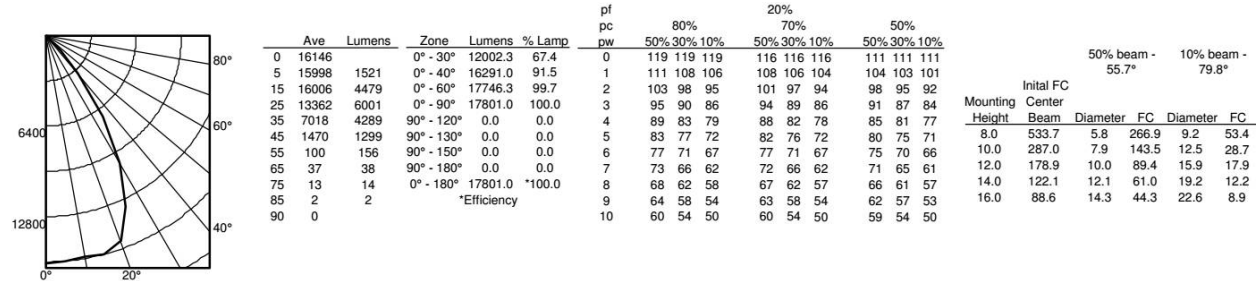 80°
60°
6400
12800
40°
0°
20°
Ave Lumens
0 16146
5 15998 1521
15 16006 4479
25 13362 6001
35 7018 4289
45 1470 1299
55 100 156
65 37 38
75 13 14
85 2 2
90 0
Zone Lumens % Lamp
0° - 30° 12002.3 67.4
0° - 40° 16291.0 91.5
0° - 60° 17746.3 99.7
0° - 90° 17801.0 100.0
90° - 120° 0.0 0.0
90° - 130° 0.0 0.0
90° - 150° 0.0 0.0
90° - 180° 0.0 0.0
0° - 180° 17801.0 *100.0
*Efficiency
pf 20%
pc 80% 70% 50%
pw 50% 30% 10% 50% 30% 10% 50% 30% 10%
0 119 119 119 116 116 116 111 111 111
1 111 108 106 108 106 104 104 103 101
2 103 98 95 101 97 94 98 95 92
3 95 90 86 94 89 86 91 87 84
4 89 83 79 88 82 78 85 81 77
5 83 77 72 82 76 72 80 75 71
6 77 71 67 77 71 67 75 70 66
7 73 66 62 72 66 62 71 65 61
8 68 62 58 67 62 57 66 61 57
9 64 58 54 63 58 54 62 57 53
10 60 54 50 60 54 50 59 54 50
50% beam - 10% beam -
55.7° 79.8°
Inital FC
Mounting Center
Height Beam Diameter FC Diameter FC
8.0 533.7 5.8 266.9 9.2 53.4
10.0 287.0 7.9 143.5 12.5 28.7
12.0 178.9 10.0 89.4 15.9 17.9
14.0 122.1 12.1 61.0 19.2 12.2
16.0 88.6 14.3 44.3 22.6 8.9